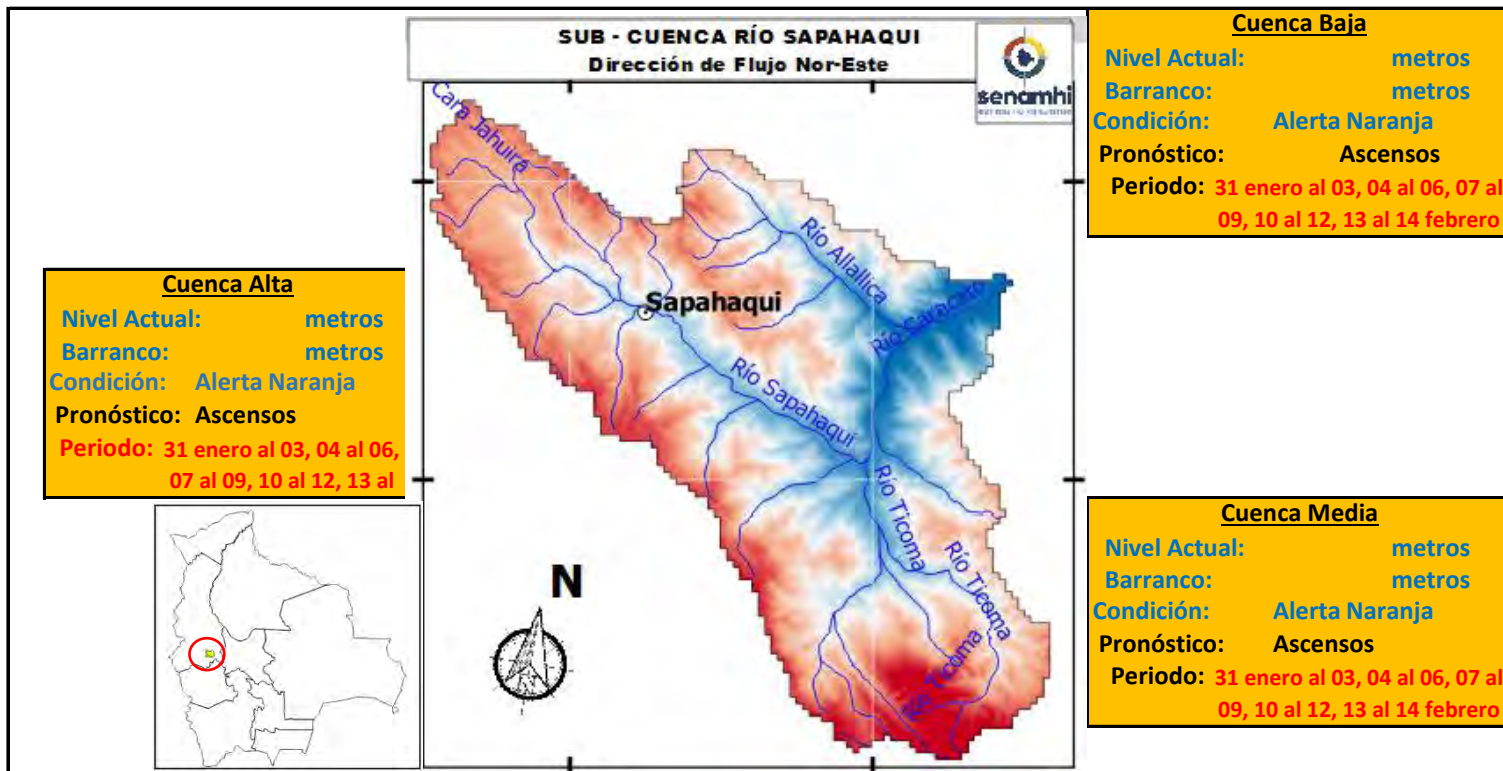 SUB - CUENCA RÍO SAPAHAQUI
Dirección de Flujo Nor-Este
senamhi
Cuenca Baja
Nivel Actual: metros
Barranco: metros
Condición: Alerta Naranja
Pronóstico: Ascensos
Periodo: 31 enero al 03, 04 al 06, 07 al
09, 10 al 12, 13 al 14 febrero
Cuenca Alta
Nivel Actual: metros
Barranco: metros
Condición: Alerta Naranja
Pronóstico: Ascensos
Periodo: 31 enero al 03, 04 al 06,
07 al 09, 10 al 12, 13 al
Cara Jahuira
Río Allallica
Sapahaqui
Río Saracato
Río Sapahaqui
Río Ticoma
Río Ticoma
Río Ticoma
N
Cuenca Media
Nivel Actual: metros
Barranco: metros
Condición: Alerta Naranja
Pronóstico: Ascensos
Periodo: 31 enero al 03, 04 al 06, 07 al
09, 10 al 12, 13 al 14 febrero